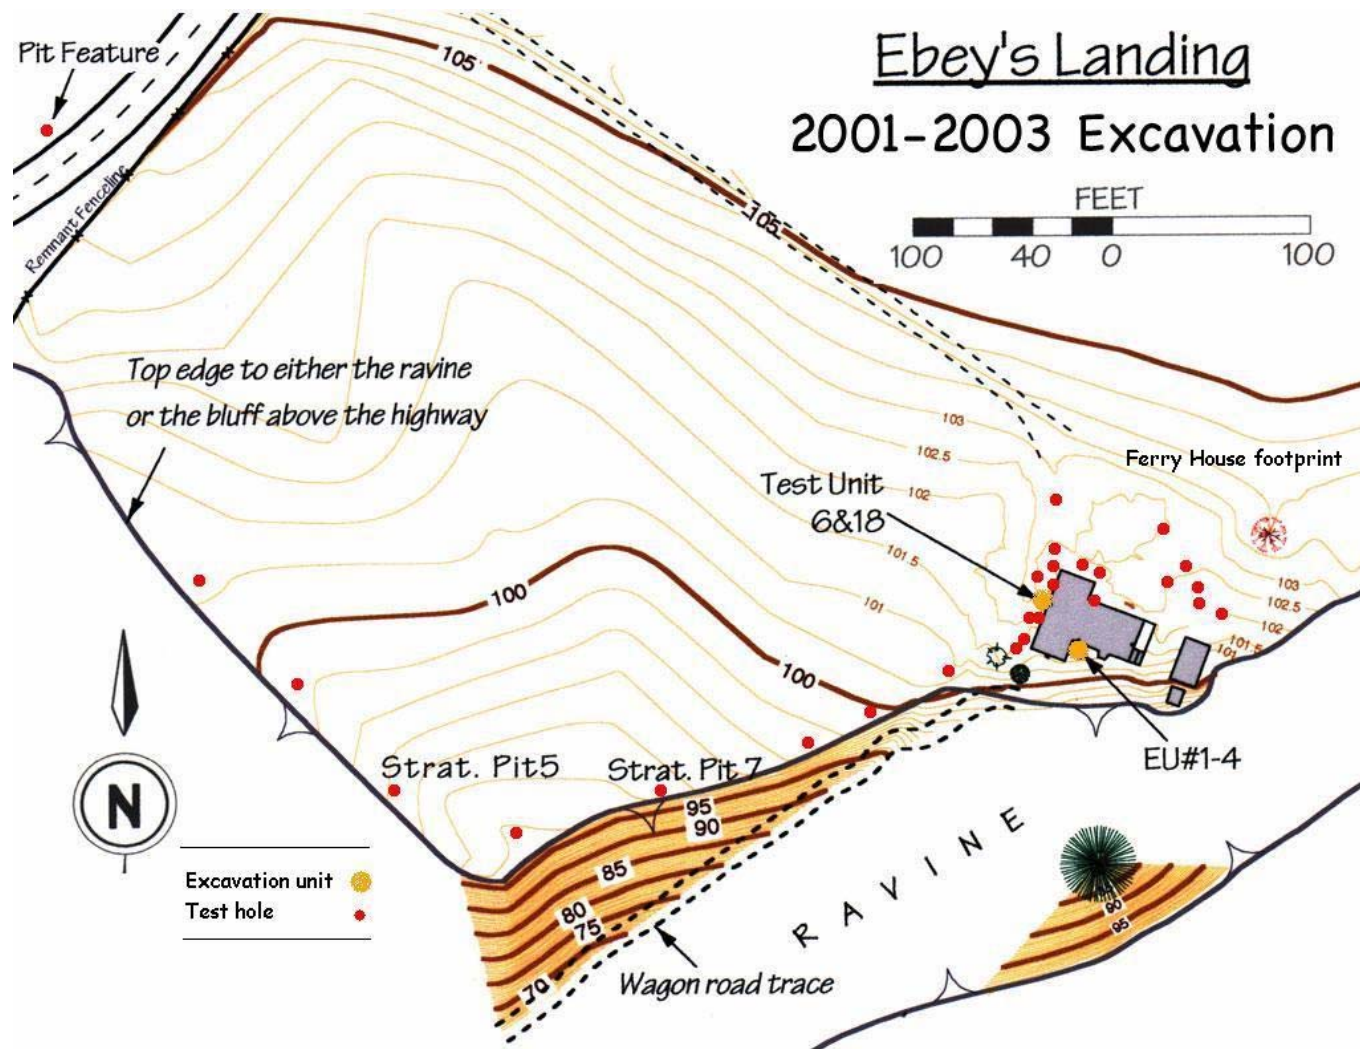 Ebey's Landing
2001-2003 Excavation
Pit Feature
FEET
100 40 0 100
Remnant Fenceline
105
105
Top edge to either the ravine
or the bluff above the highway
103
102.5
102
101.5
101
Ferry House footprint
Test Unit
6&18
103
102.5
102
101.5
101
100
100
Strat. Pit 5
Strat. Pit 7
EU#1-4
95
90
85
80
75
70
90
95
RAVINE
Wagon road trace
N
Excavation unit
Test hole